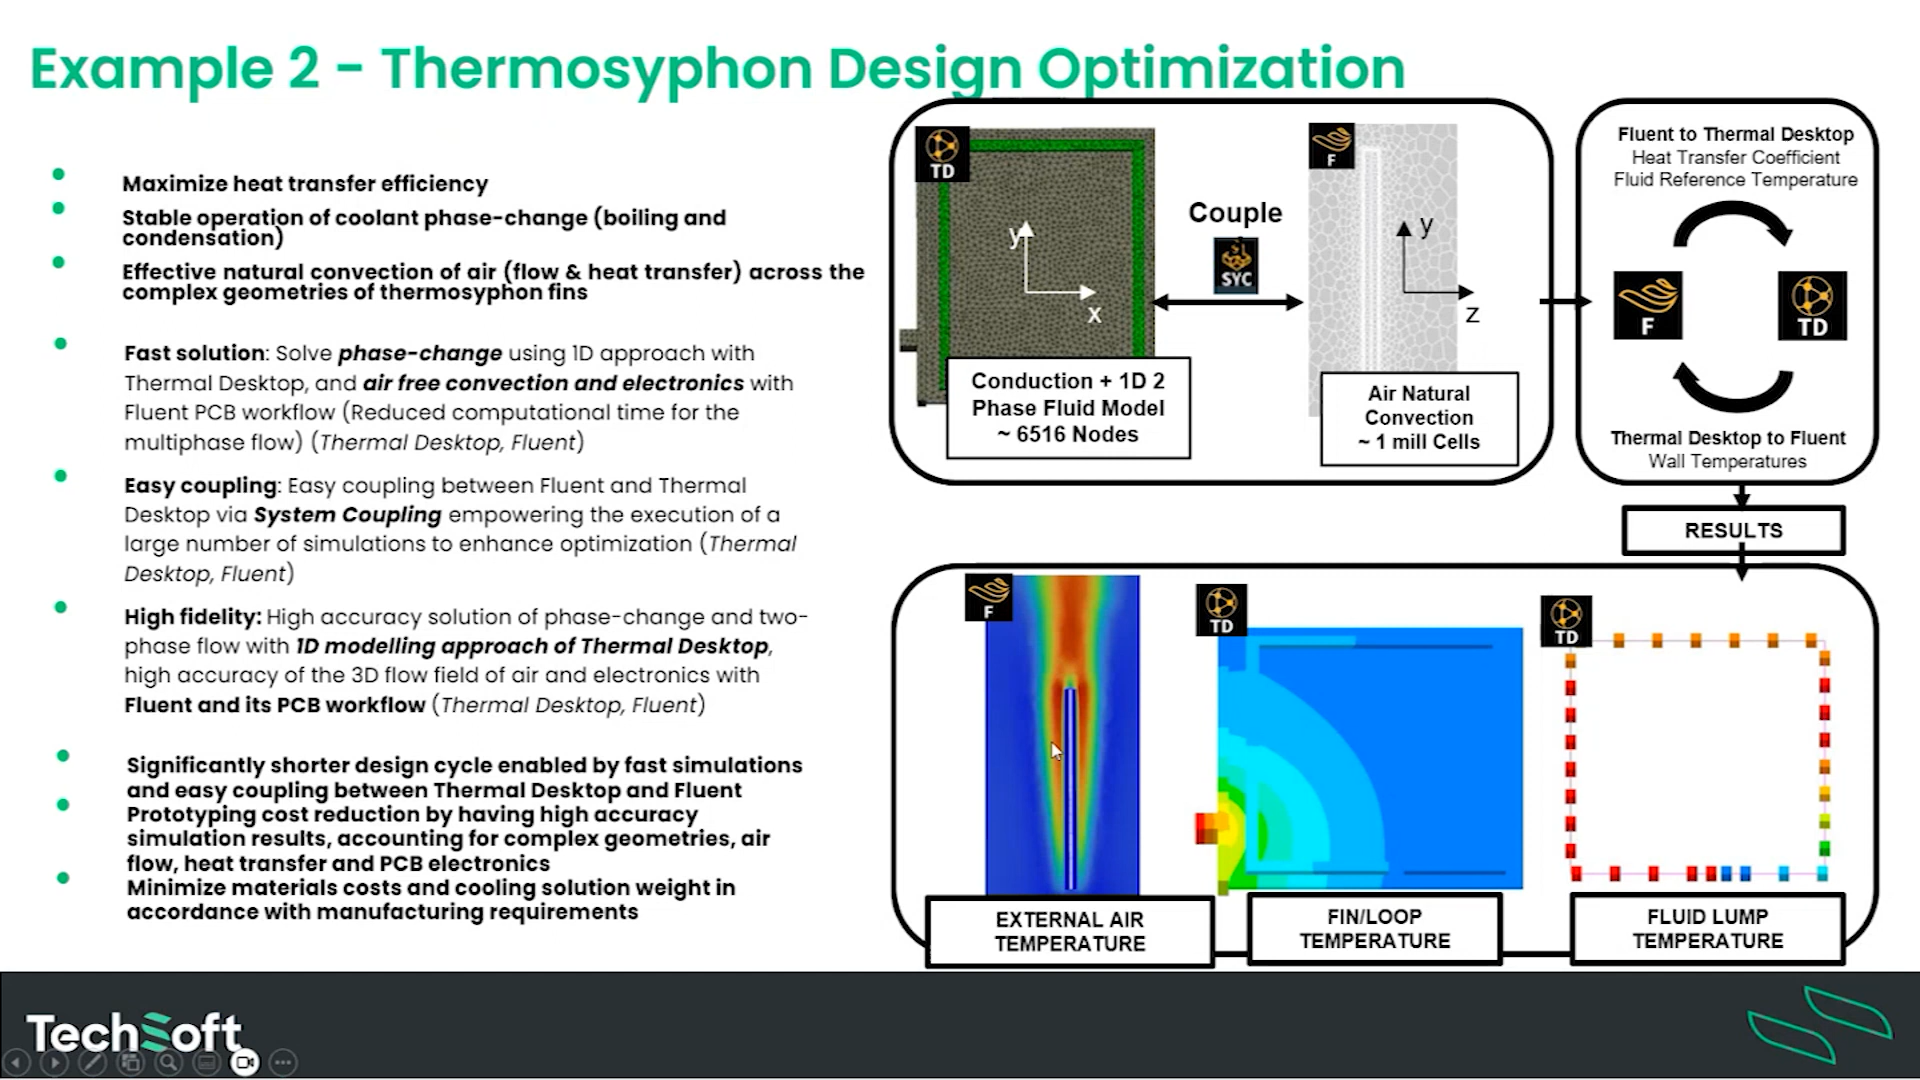 Example 2 - Thermosyphon Design Optimization
Maximize heat transfer efficiency
Stable operation of coolant phase-change (boiling and
condensation)
Effective natural convection of air (flow & heat transfer) across the
complex geometries of thermosyphon fins
Fast solution: Solve phase-change using 1D approach with
Thermal Desktop, and air free convection and electronics with
Fluent PCB workflow (Reduced computational time for the
multiphase flow) (Thermal Desktop, Fluent)
Easy coupling: Easy coupling between Fluent and Thermal
Desktop via System Coupling empowering the execution of a
large number of simulations to enhance optimization (Thermal
Desktop, Fluent)
High fidelity: High accuracy solution of phase-change and two-
phase flow with 1D modelling approach of Thermal Desktop,
high accuracy of the 3D flow field of air and electronics with
Fluent and its PCB workflow (Thermal Desktop, Fluent)
Significantly shorter design cycle enabled by fast simulations
and easy coupling between Thermal Desktop and Fluent
Prototyping cost reduction by having high accuracy
simulation results, accounting for complex geometries, air
flow, heat transfer and PCB electronics
Minimize materials costs and cooling solution weight in
accordance with manufacturing requirements
TD
y
x
Conduction + 1D 2
Phase Fluid Model
~ 6516 Nodes
Couple
SYC
F
y
z
Air Natural
Convection
~ 1 mill Cells
Fluent to Thermal Desktop
Heat Transfer Coefficient
Fluid Reference Temperature
F
TD
Thermal Desktop to Fluent
Wall Temperatures
RESULTS
F
TD
TD
EXTERNAL AIR
TEMPERATURE
FIN/LOOP
TEMPERATURE
FLUID LUMP
TEMPERATURE
TechSoft